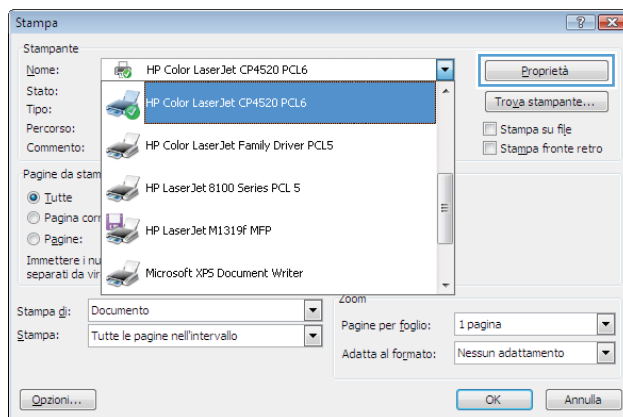 Stampa
Stampante
Nome: HP Color LaserJet CP4520 PCL6 Proprietà
Stato: HP Color LaserJet CP4520 PCL6 Trova stampante...
Tipo:
Percorso: Stampa su file
Commento: HP Color LaserJet Family Driver PCL5 Stampa fronte retro
Pagine da stam
Tutte HP LaserJet 8100 Series PCL 5
Pagina corr
Pagine: HP LaserJet M1319f MFP
Immettere i nu
separati da vir Microsoft XPS Document Writer
Zoom
Stampa di: Documento
Pagine per foglio: 1 pagina
Stampa: Tutte le pagine nell'intervallo
Adatta al formato: Nessun adattamento
Opzioni... OK Annulla